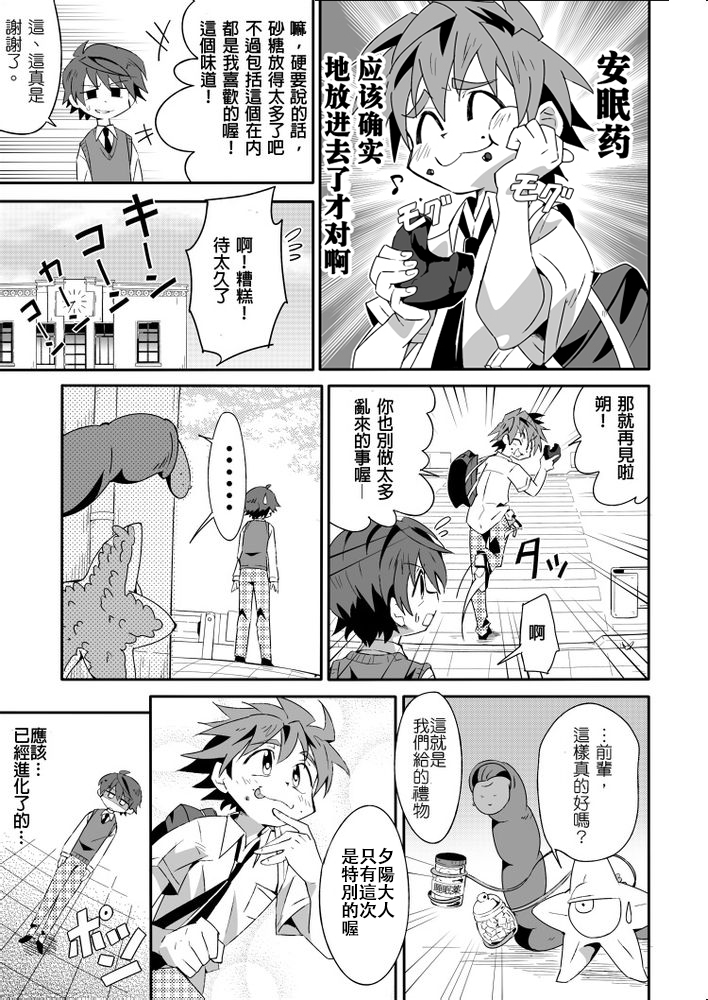 安眠药
应该确实
地放进去了才对啊
モグ
モグ
♪
嘛，硬要說的話，
砂糖放得太多了吧
不過包括這個在內
都是我喜歡的喔！
這個味道！
這、這真是
謝謝了。
啊！糟糕！
待太久了
キーン
コーン
カーン
コーン
那就再見啦
朔！
你也別做太多
亂來的事喔—
タッ
啊
・・・・・・
…前輩，
這樣真的好嗎？
這就是
我們給的禮物
睡眠薬
夕陽大人
只有這次
是特別的喔
應該…
已經進化了的…
ポツン